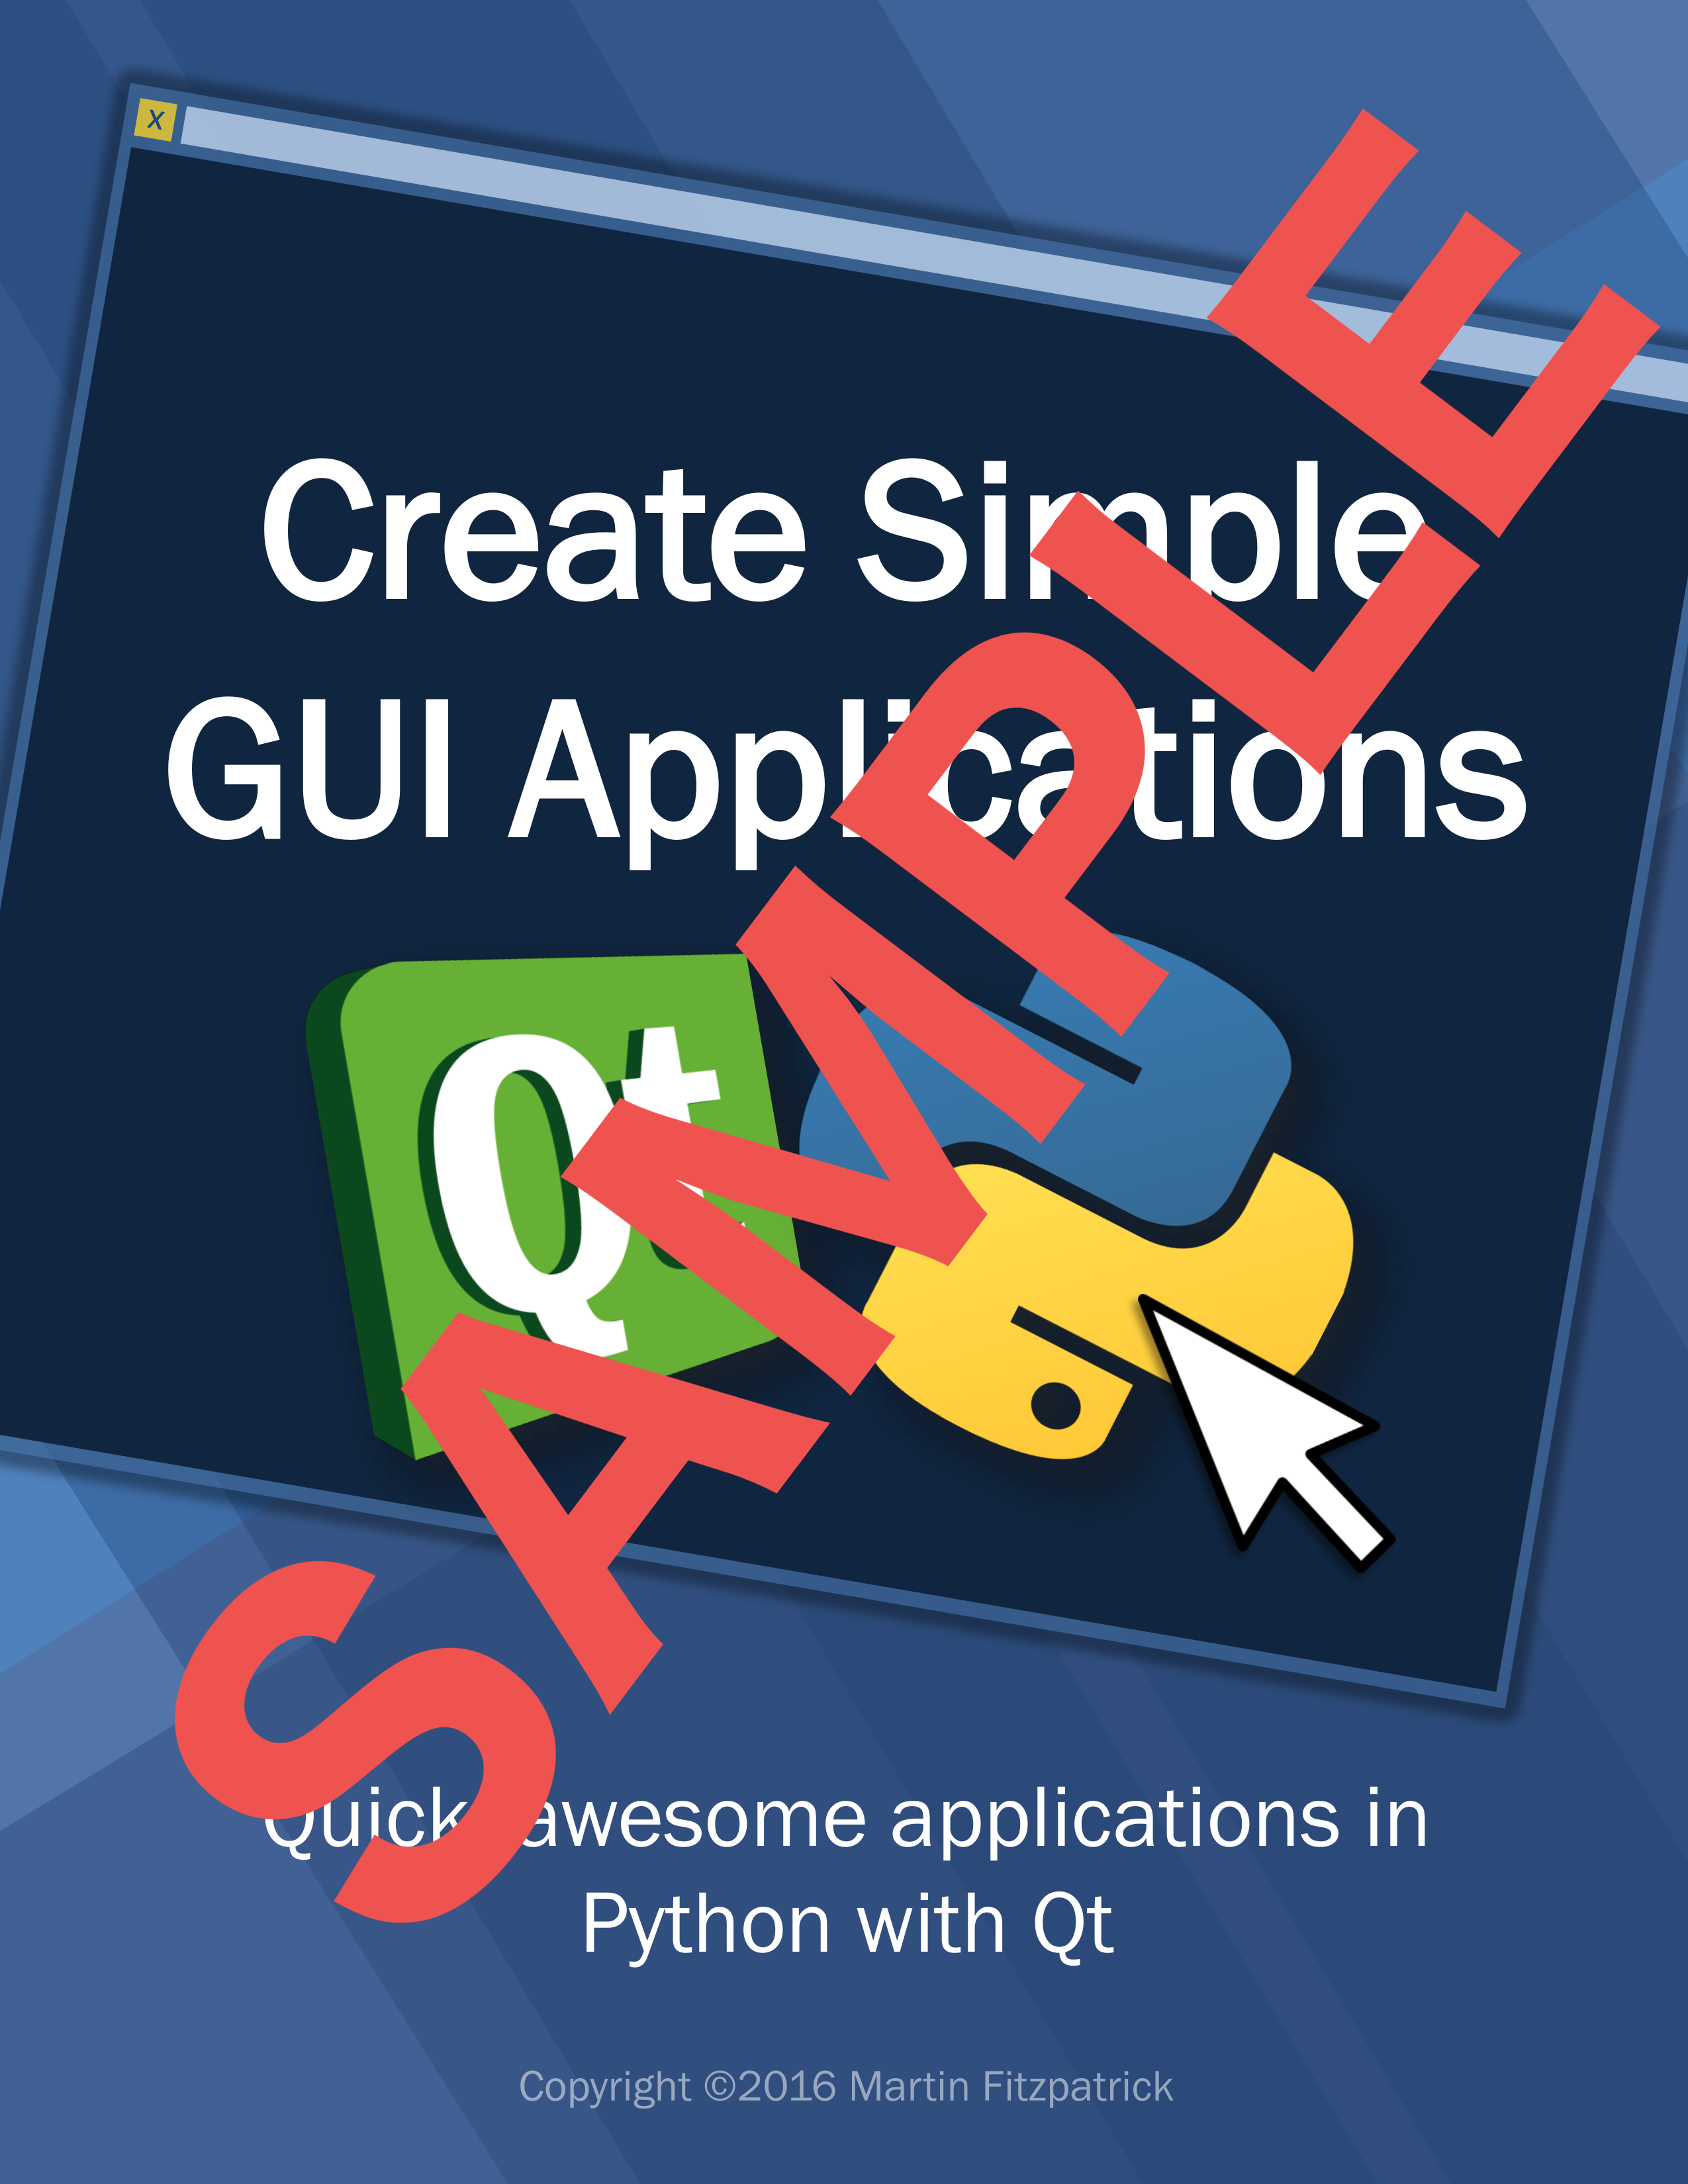 X
Create Simple
GUI Applications
Qt
SAMPLE
Quick, awesome applications in
Python with Qt
Copyright ©2016 Martin Fitzpatrick